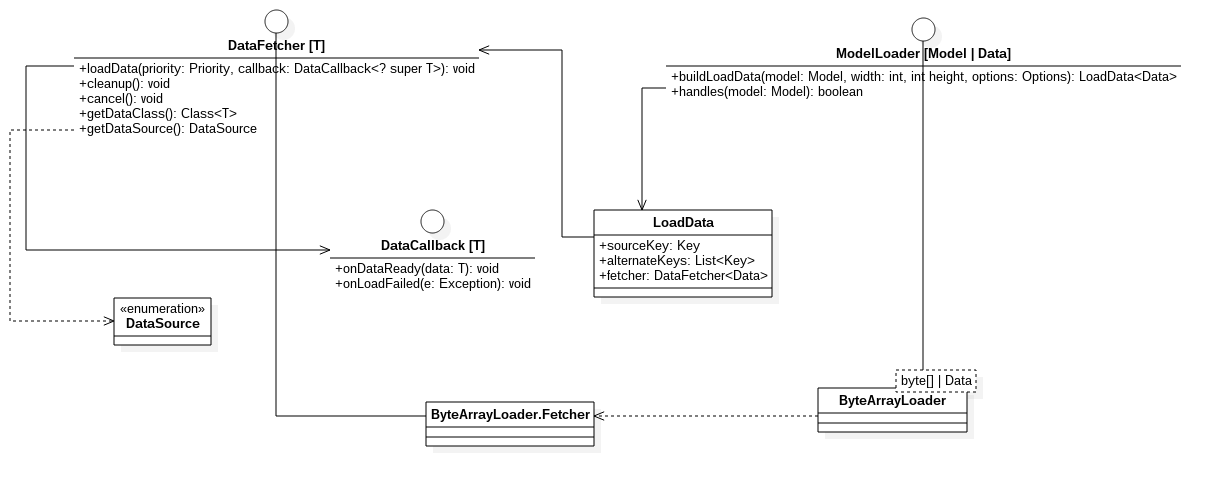 DataFetcher [T]
+loadData(priority: Priority, callback: DataCallback<? super T>): void
+cleanup(): void
+cancel(): void
+getDataClass(): Class<T>
+getDataSource(): DataSource
ModelLoader [Model | Data]
+buildLoadData(model: Model, width: int, int height, options: Options): LoadData<Data>
+handles(model: Model): boolean
DataCallback [T]
+onDataReady(data: T): void
+onLoadFailed(e: Exception): void
LoadData
+sourceKey: Key
+alternateKeys: List<Key>
+fetcher: DataFetcher<Data>
«enumeration»
DataSource
ByteArrayLoader.Fetcher
byte[] | Data
ByteArrayLoader